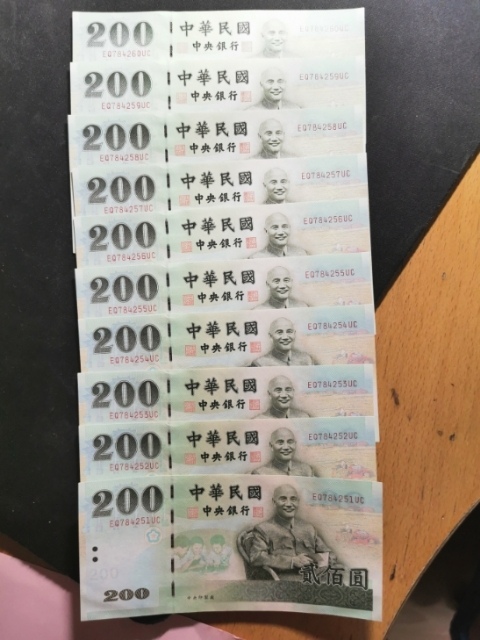 200 中華民國
EQ784260UC 中央銀行 EQ784260UC
200 中華民國 EQ784259UC
EQ784259UC 中央銀行
200 中華民國 EQ784258UC
EQ784258UC 中央銀行
200 中華民國 EQ784257UC
EQ784257UC 中央銀行
200 中華民國 EQ784256UC
EQ784256UC 中央銀行
200 中華民國 EQ784255UC
EQ784255UC 中央銀行
200 中華民國 EQ784254UC
EQ784254UC 中央銀行
200 中華民國 EQ784253UC
EQ784253UC 中央銀行
200 中華民國 EQ784252UC
EQ784252UC 中央銀行
200 中華民國 EQ784251UC
EQ784251UC 中央銀行
200 貳佰圓
200 中央印製廠